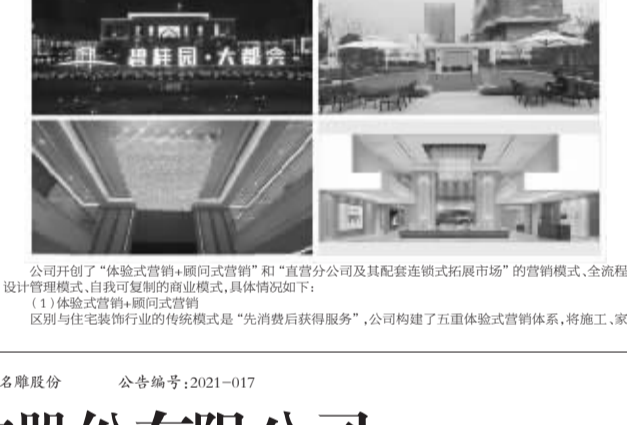 碧桂园·大都会
公司开创了“体验式营销+顾问式营销”和“直营分公司及其配套连锁式拓展市场”的营销模式、全流程
设计管理模式、自我可复制的商业模式,具体情况如下:
(1)体验式营销+顾问式营销
区别与住宅装饰行业的传统模式是“先消费后获得服务”,公司构建了五重体验式营销体系,将施工、家
名雕股份 公告编号:2021-017
股份有限公司